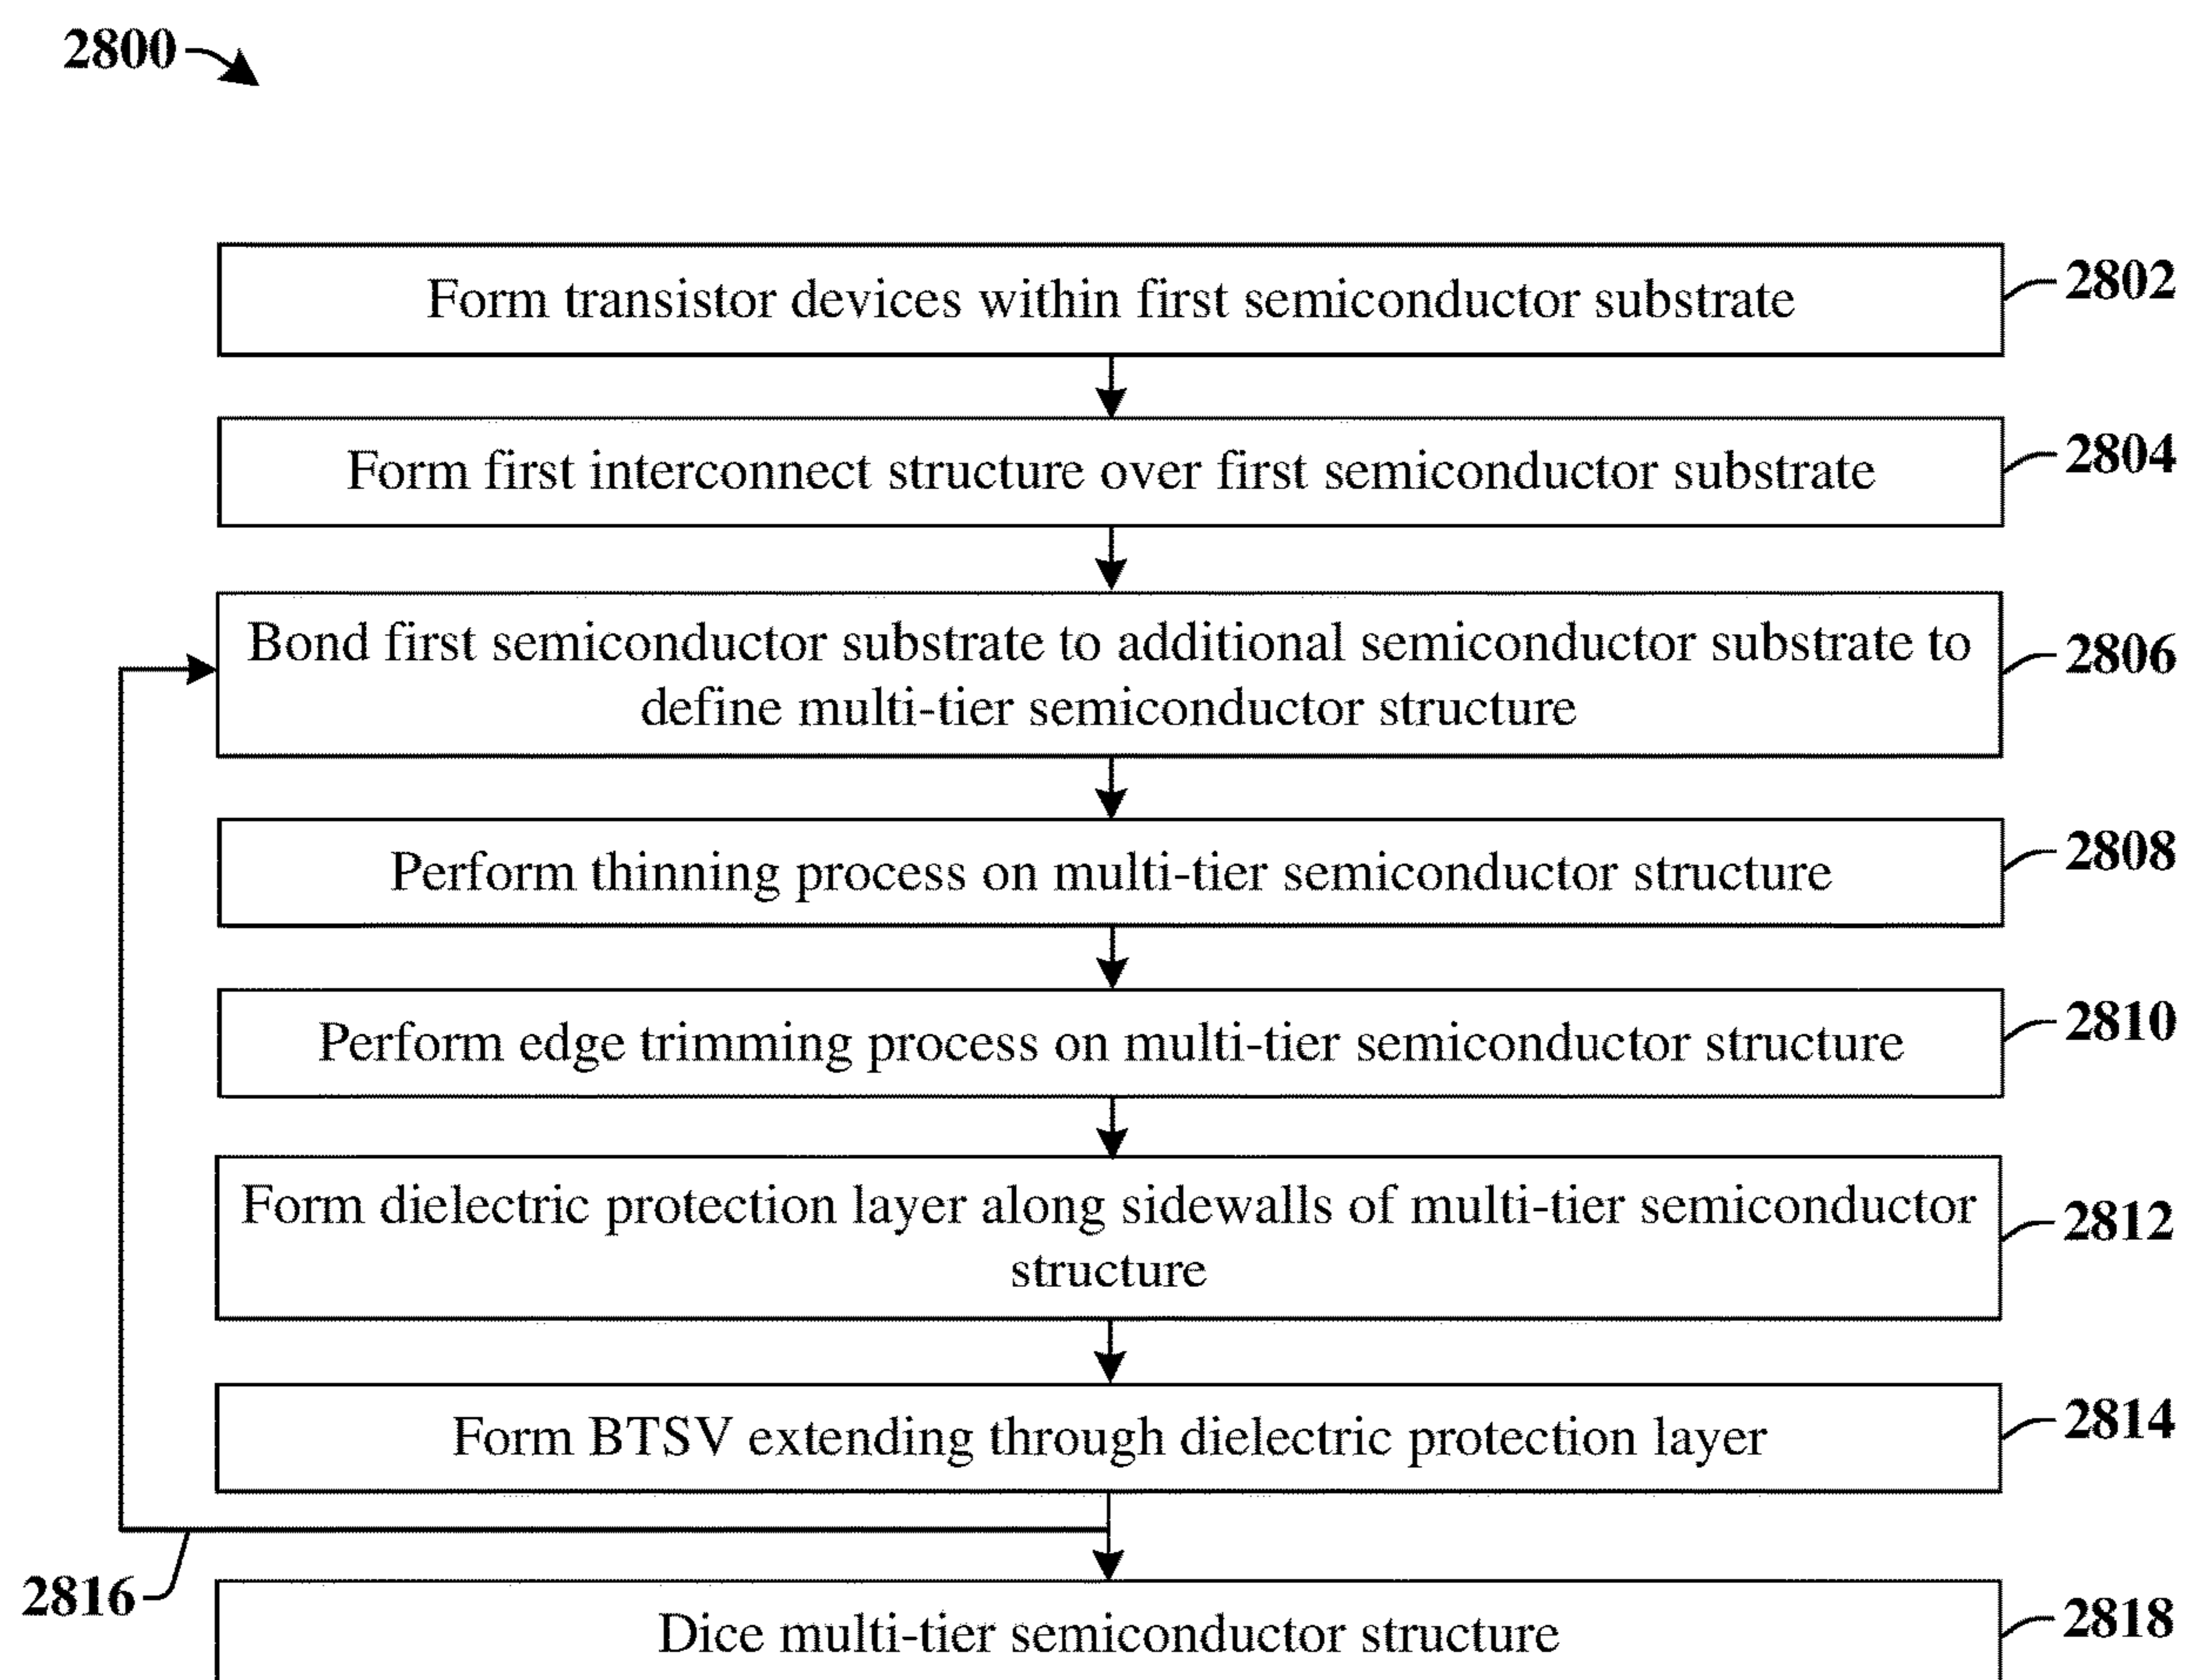 2800
Form transistor devices within first semiconductor substrate
2802
Form first interconnect structure over first semiconductor substrate
2804
Bond first semiconductor substrate to additional semiconductor substrate to
define multi-tier semiconductor structure
2806
Perform thinning process on multi-tier semiconductor structure
2808
Perform edge trimming process on multi-tier semiconductor structure
2810
Form dielectric protection layer along sidewalls of multi-tier semiconductor
structure
2812
Form BTSV extending through dielectric protection layer
2814
2816
Dice multi-tier semiconductor structure
2818